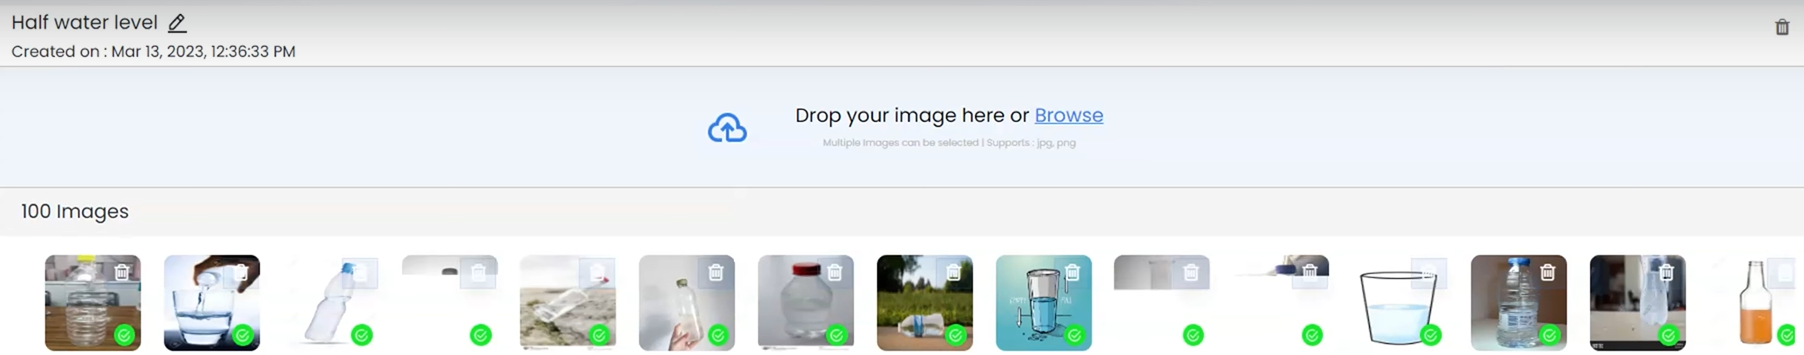 Half water level
Created on : Mar 13, 2023, 12:36:33 PM
Drop your image here or Browse
Multiple Images can be selected | Supports : jpg, png
100 Images